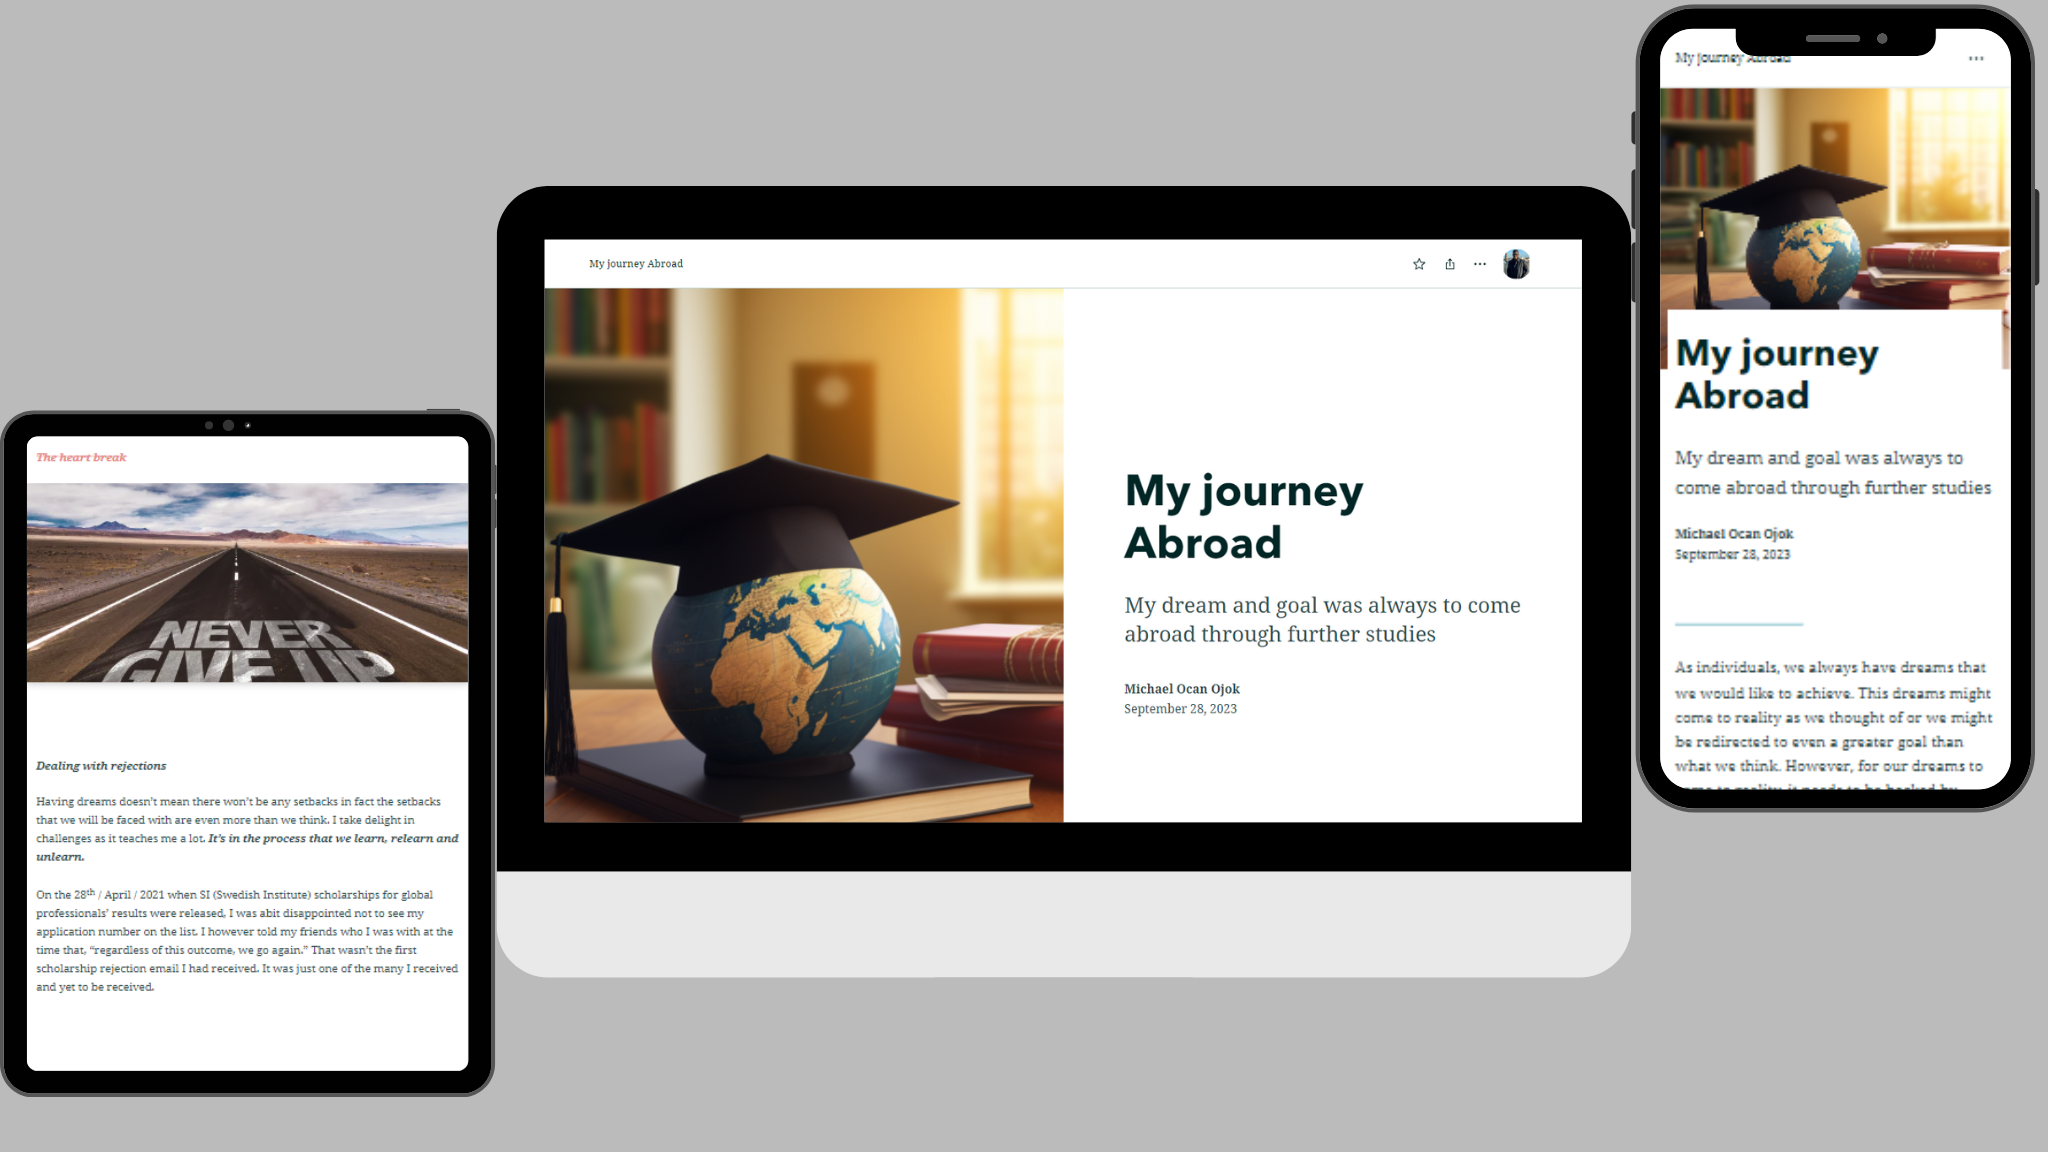 The heart break
NEVER
GIVE UP
Dealing with rejections
Having dreams doesn't mean there won't be any setbacks in fact the setbacks
that we will be faced with are even more than we think. I take delight in
challenges as it teaches me a lot. It's in the process that we learn, relearn and
unlearn.
On the 28th / April / 2021 when SI (Swedish Institute) scholarships for global
professionals' results were released, I was abit disappointed not to see my
application number on the list. I however told my friends who I was with at the
time that, “regardless of this outcome, we go again.” That wasn't the first
scholarship rejection email I had received. It was just one of the many I received
and yet to be received.
My journey Abroad
My journey
Abroad
My dream and goal was always to come
abroad through further studies
Michael Ocan Ojok
September 28, 2023
My journey Abroad
My journey
Abroad
My dream and goal was always to
come abroad through further studies
Michael Ocan Ojok
September 28, 2023
As individuals, we always have dreams that
we would like to achieve. This dreams might
come to reality as we thought of or we might
be redirected to even a greater goal than
what we think. However, for our dreams to